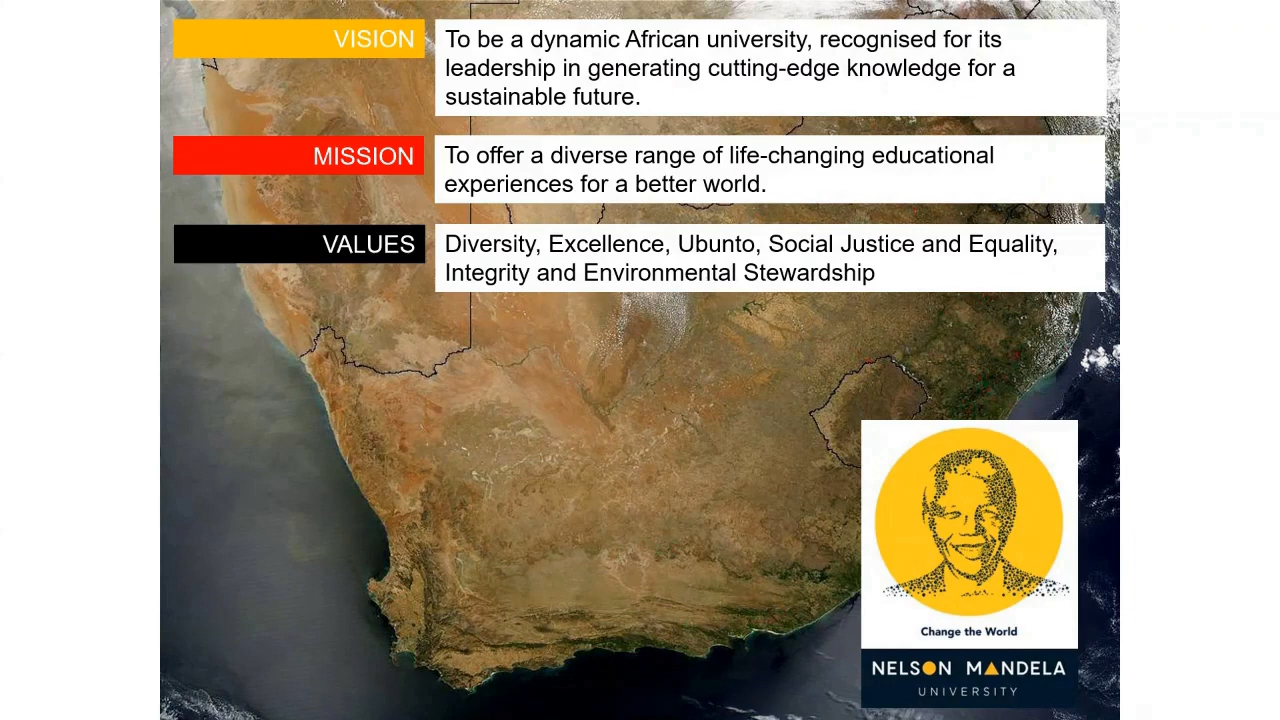 VISION
To be a dynamic African university, recognised for its
leadership in generating cutting-edge knowledge for a
sustainable future.
MISSION
To offer a diverse range of life-changing educational
experiences for a better world.
VALUES
Diversity, Excellence, Ubunto, Social Justice and Equality,
Integrity and Environmental Stewardship
Change the World
NELSON MANDELA
UNIVERSITY